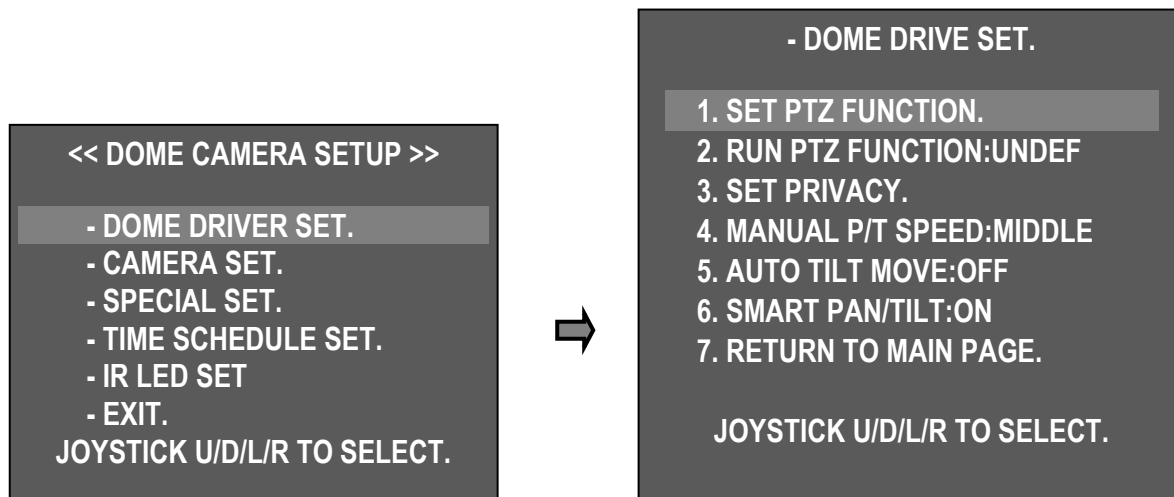 << DOME CAMERA SETUP >>
- DOME DRIVER SET.
- CAMERA SET.
- SPECIAL SET.
- TIME SCHEDULE SET.
- IR LED SET
- EXIT.
JOYSTICK U/D/L/R TO SELECT.
- DOME DRIVE SET.
1. SET PTZ FUNCTION.
2. RUN PTZ FUNCTION:UNDEF
3. SET PRIVACY.
4. MANUAL P/T SPEED:MIDDLE
5. AUTO TILT MOVE:OFF
6. SMART PAN/TILT:ON
7. RETURN TO MAIN PAGE.
JOYSTICK U/D/L/R TO SELECT.